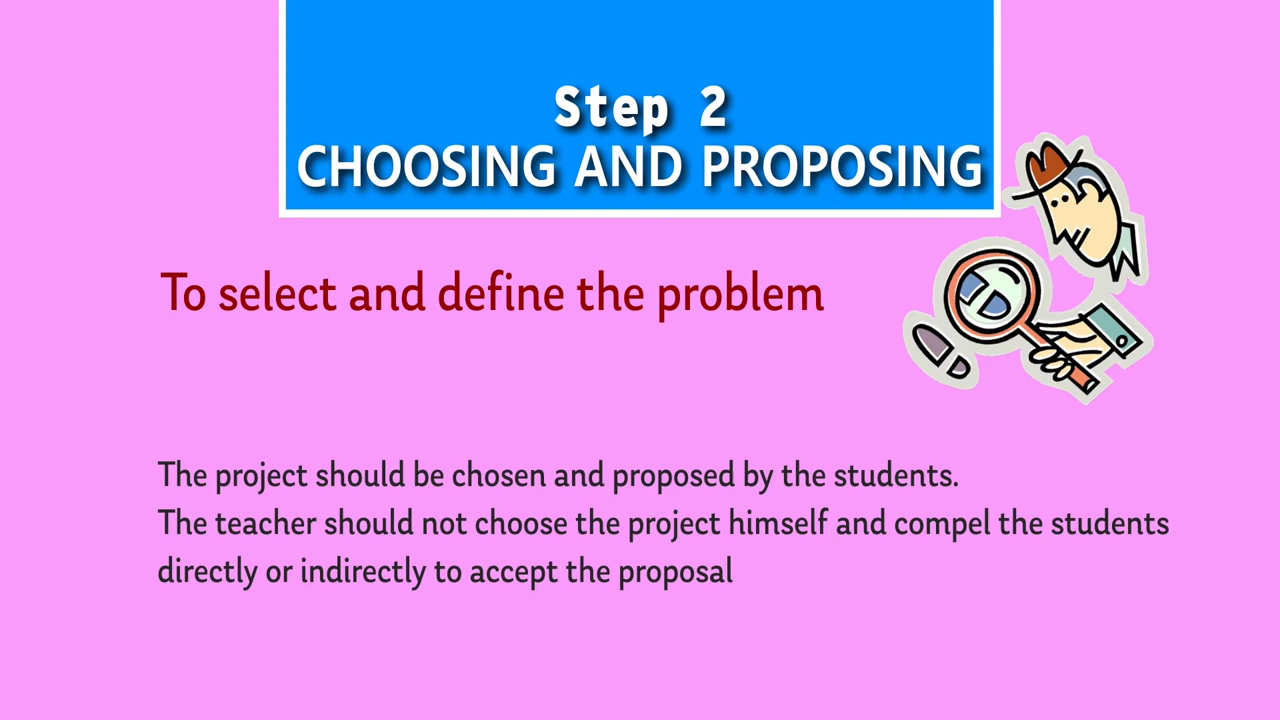 Step 2
CHOOSING AND PROPOSING
To select and define the problem
The project should be chosen and proposed by the students.
The teacher should not choose the project himself and compel the students
directly or indirectly to accept the proposal